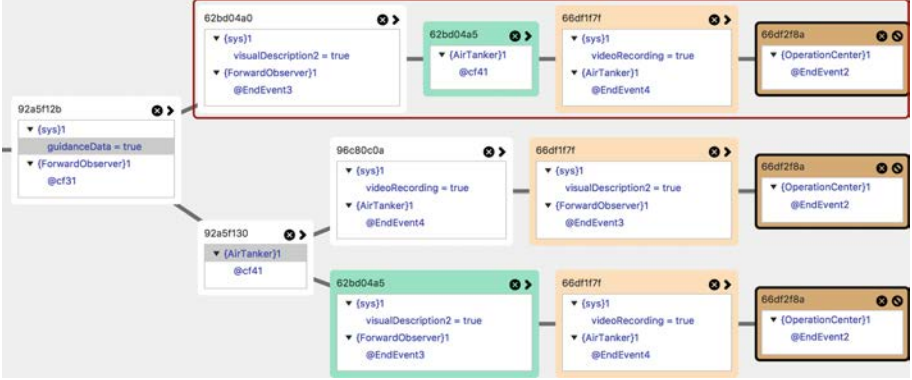 62bd04a0
▼ {sys}1
visualDescription2 = true
▼ {ForwardObserver}1
@EndEvent3
62bd04a5
▼ {AirTanker}1
@cf41
66df1f7f
▼ {sys}1
videoRecording = true
▼ {AirTanker}1
@EndEvent4
66df2f8a
▼ {OperationCenter}1
@EndEvent2
92a5f12b
▼ {sys}1
guidanceData = true
▼ {ForwardObserver}1
@cf31
96c80c0a
▼ {sys}1
videoRecording = true
▼ {AirTanker}1
@EndEvent4
66df1f7f
▼ {sys}1
visualDescription2 = true
▼ {ForwardObserver}1
@EndEvent3
66df2f8a
▼ {OperationCenter}1
@EndEvent2
92a5f130
▼ {AirTanker}1
@cf41
62bd04a5
▼ {sys}1
visualDescription2 = true
▼ {ForwardObserver}1
@EndEvent3
66df1f7f
▼ {sys}1
videoRecording = true
▼ {AirTanker}1
@EndEvent4
66df2f8a
▼ {OperationCenter}1
@EndEvent2